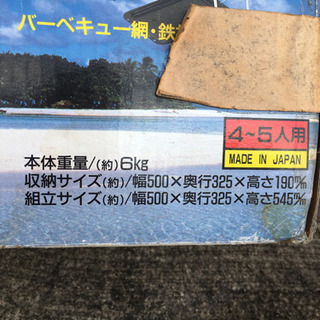 バーベキュー網・鉄
4~5人用
MADE IN JAPAN
本体重量/(約)6kg
収納サイズ(約)/幅500×奥行325×高さ190㎜
組立サイズ(約)/幅500×奥行325×高さ545㎜